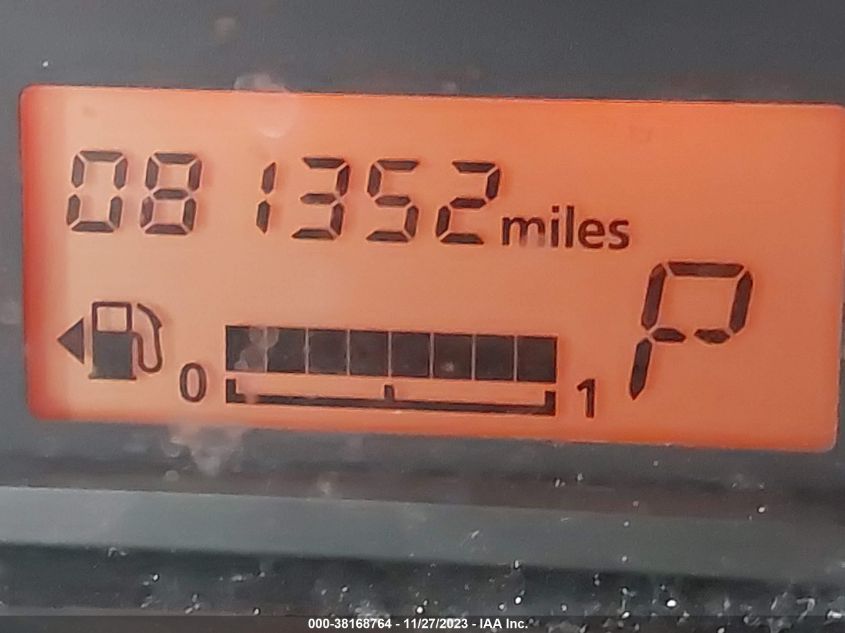 081352 miles
P
0 1
000-38168764 - 11/27/2023 - IAA Inc.